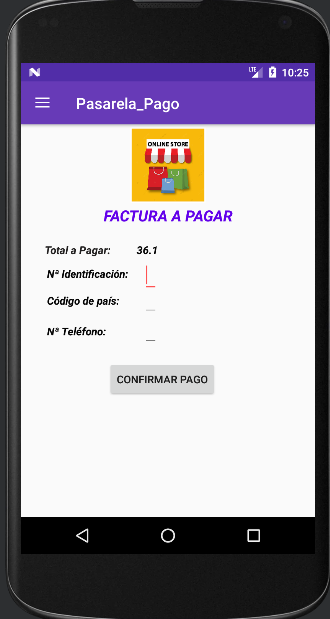 LTE 10:25
Pasarela_Pago
ONLINE STORE
FACTURA A PAGAR
Total a Pagar: 36.1
Nº Identificación:
Código de país:
Nª Teléfono:
CONFIRMAR PAGO